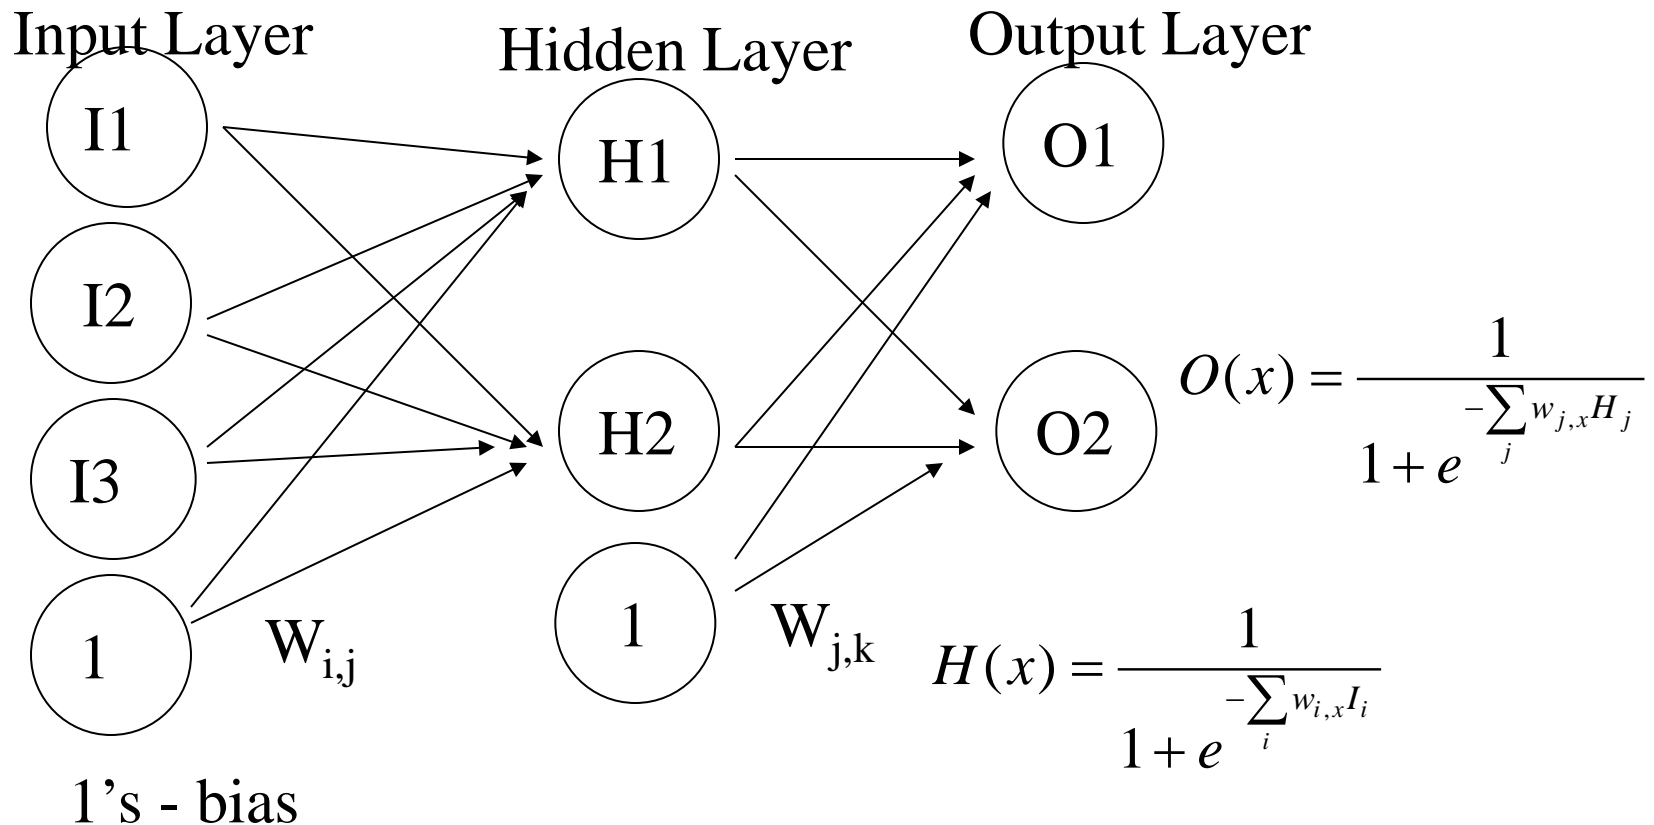 Input Layer
Hidden Layer
Output Layer
I1
H1
O1
I2
I3
H2
O2
O(x) = 1 / (1 + e^(-∑_j w_{j,x} H_j))
1
1
W_{i,j}
W_{j,k}
H(x) = 1 / (1 + e^(-∑_i w_{i,x} I_i))
1’s - bias